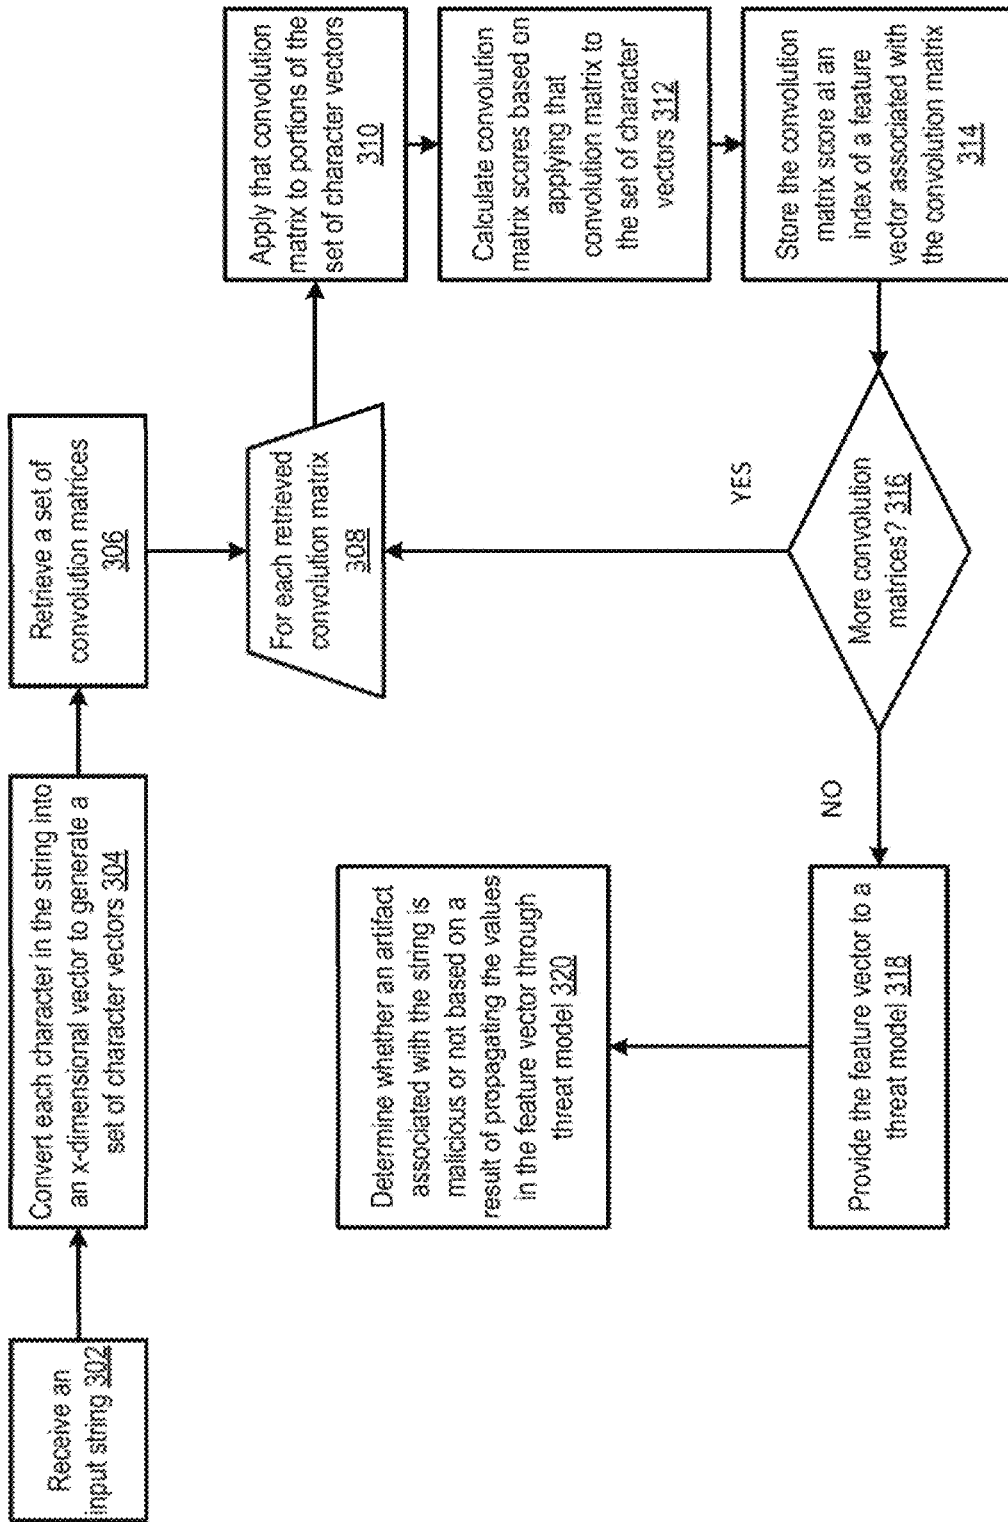 Receive an
input string 302
Convert each character in the string into
an x-dimensional vector to generate a
set of character vectors 304
Retrieve a set of
convolution matrices
306
For each retrieved
convolution matrix
308
Apply that convolution
matrix to portions of the
set of character vectors
310
Calculate convolution
matrix scores based on
applying that
convolution matrix to
the set of character
vectors 312
Store the convolution
matrix score at an
index of a feature
vector associated with
the convolution matrix
314
More convolution
matrices? 316
YES
NO
Provide the feature vector to a
threat model 318
Determine whether an artifact
associated with the string is
malicious or not based on a
result of propagating the values
in the feature vector through
threat model 320